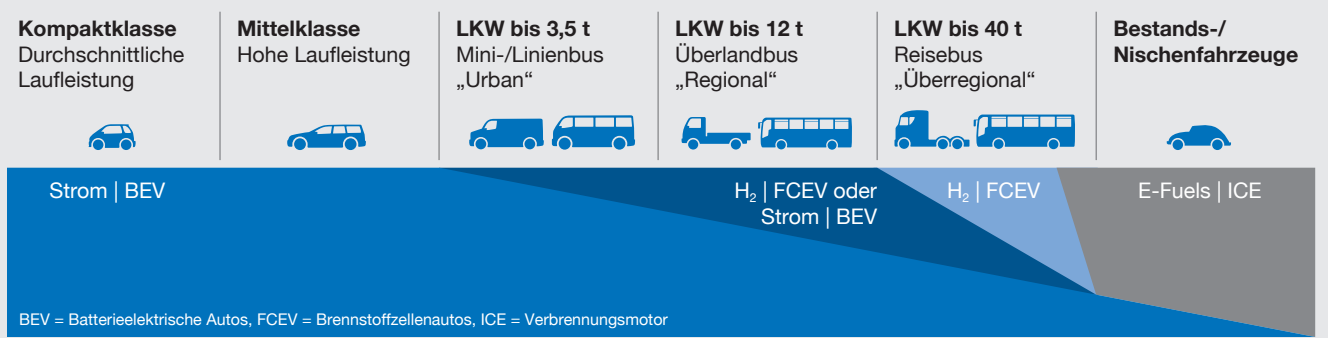 Kompaktklasse
Durchschnittliche
Laufleistung
Mittelklasse
Hohe Laufleistung
LKW bis 3,5 t
Mini-/Linienbus
„Urban“
LKW bis 12 t
Überlandbus
„Regional“
LKW bis 40 t
Reisebus
„Überregional“
Bestands-/
Nischenfahrzeuge
Strom | BEV
H₂ | FCEV oder
Strom | BEV
H₂ | FCEV
E-Fuels | ICE
BEV = Batterieelektrische Autos, FCEV = Brennstoffzellenautos, ICE = Verbrennungsmotor